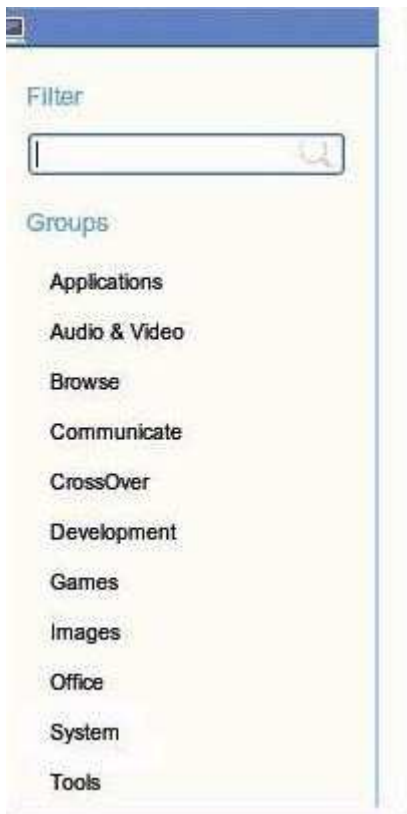 Filter
Groups
Applications
Audio & Video
Browse
Communicate
CrossOver
Development
Games
Images
Office
System
Tools